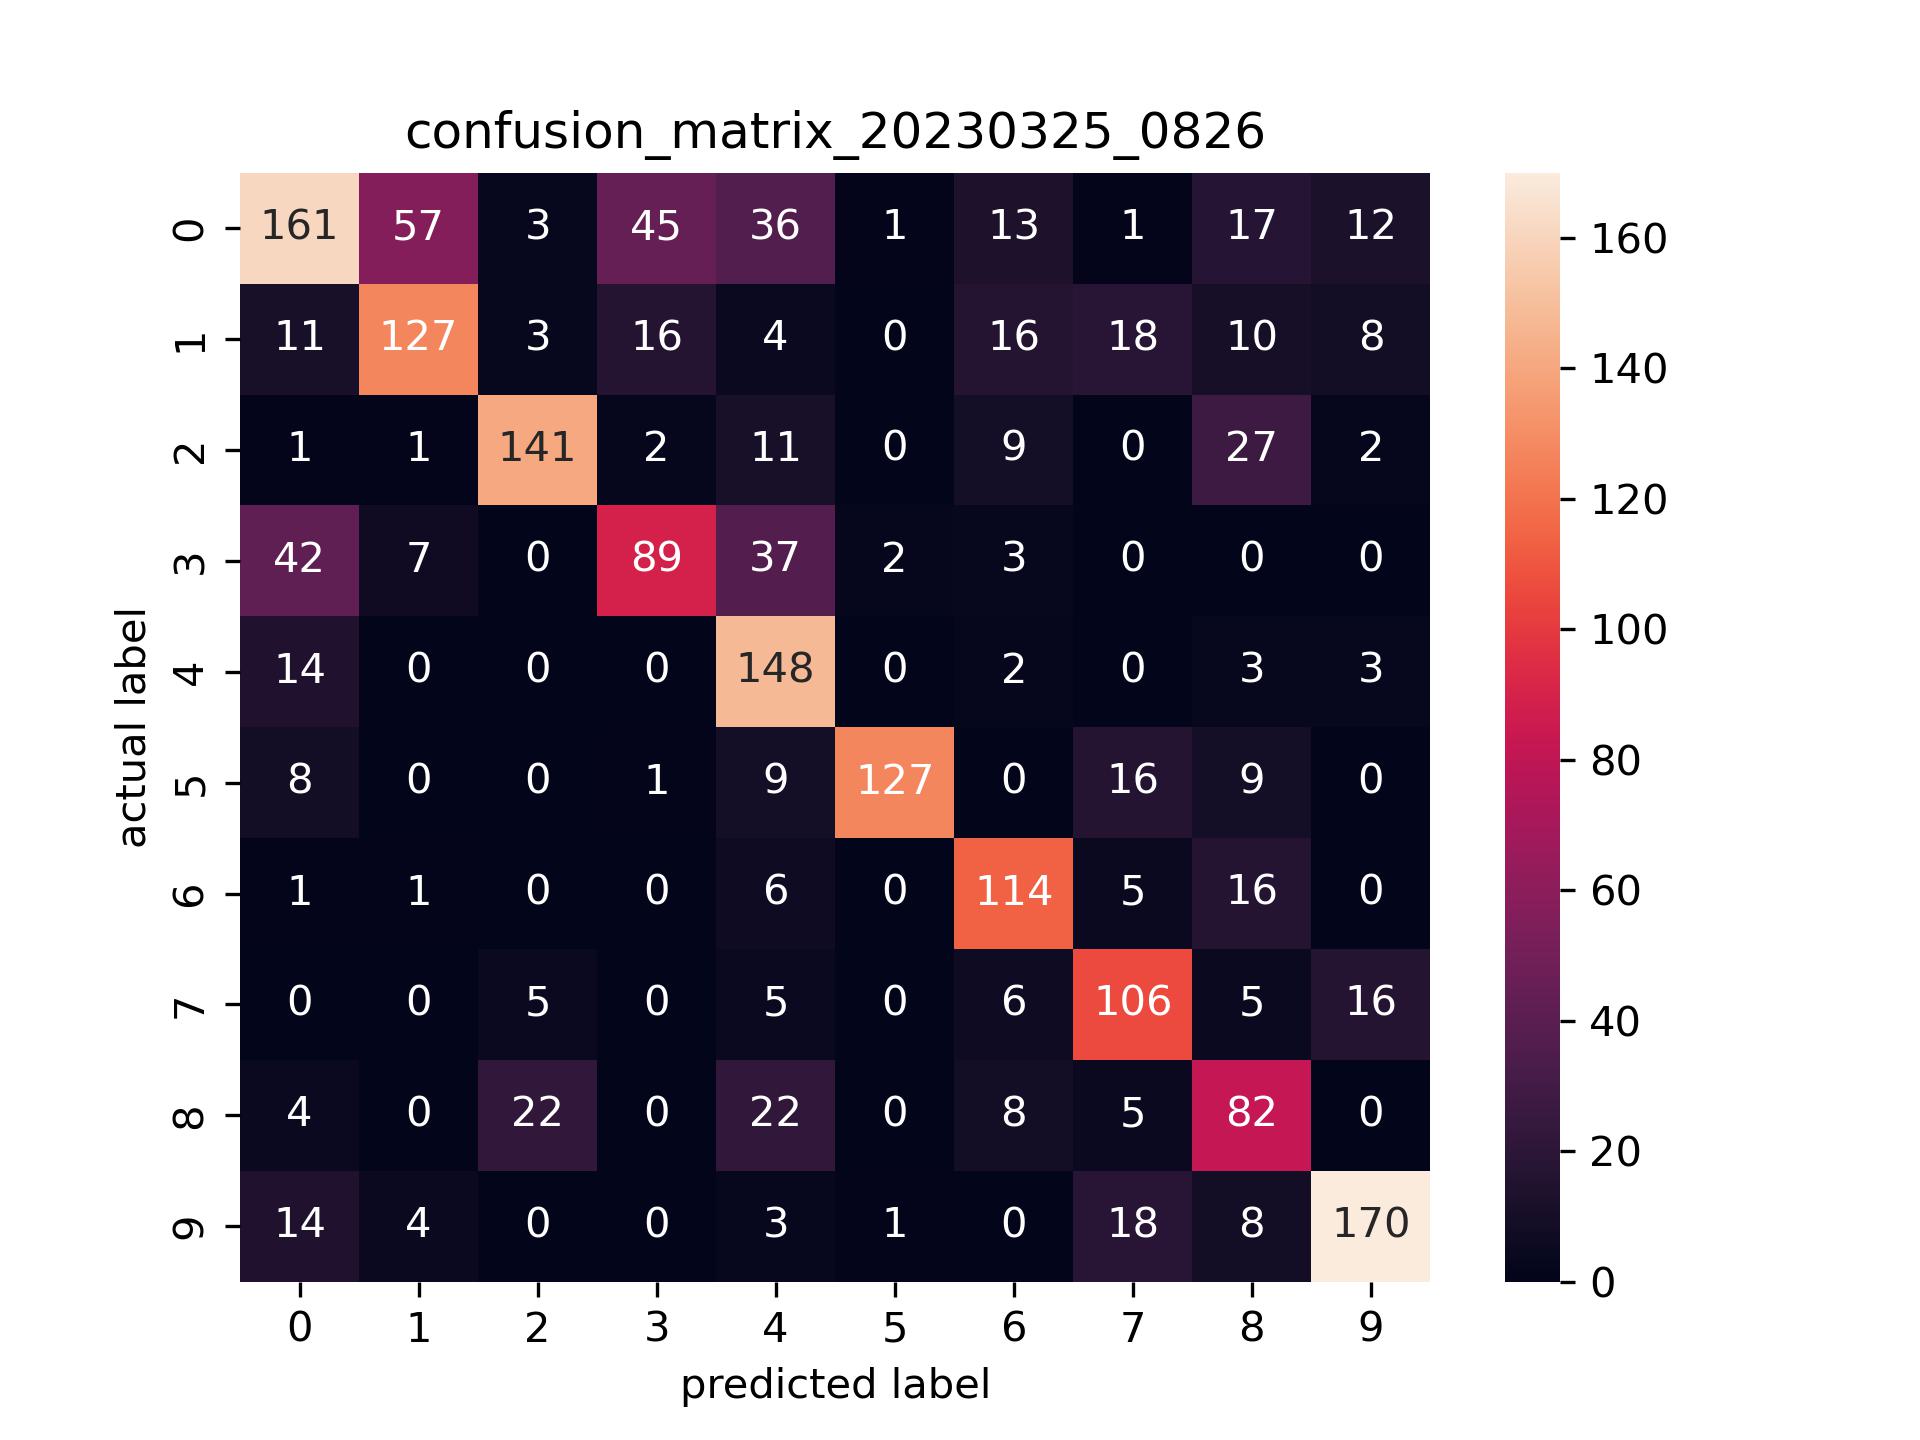 confusion_matrix_20230325_0826
actual label
0 161 57 3 45 36 1 13 1 17 12
1 11 127 3 16 4 0 16 18 10 8
2 1 1 141 2 11 0 9 0 27 2
3 42 7 0 89 37 2 3 0 0 0
4 14 0 0 0 148 0 2 0 3 3
5 8 0 0 1 9 127 0 16 9 0
6 1 1 0 0 6 0 114 5 16 0
7 0 0 5 0 5 0 6 106 5 16
8 4 0 22 0 22 0 8 5 82 0
9 14 4 0 0 3 1 0 18 8 170
0 1 2 3 4 5 6 7 8 9
predicted label
160
140
120
100
80
60
40
20
0